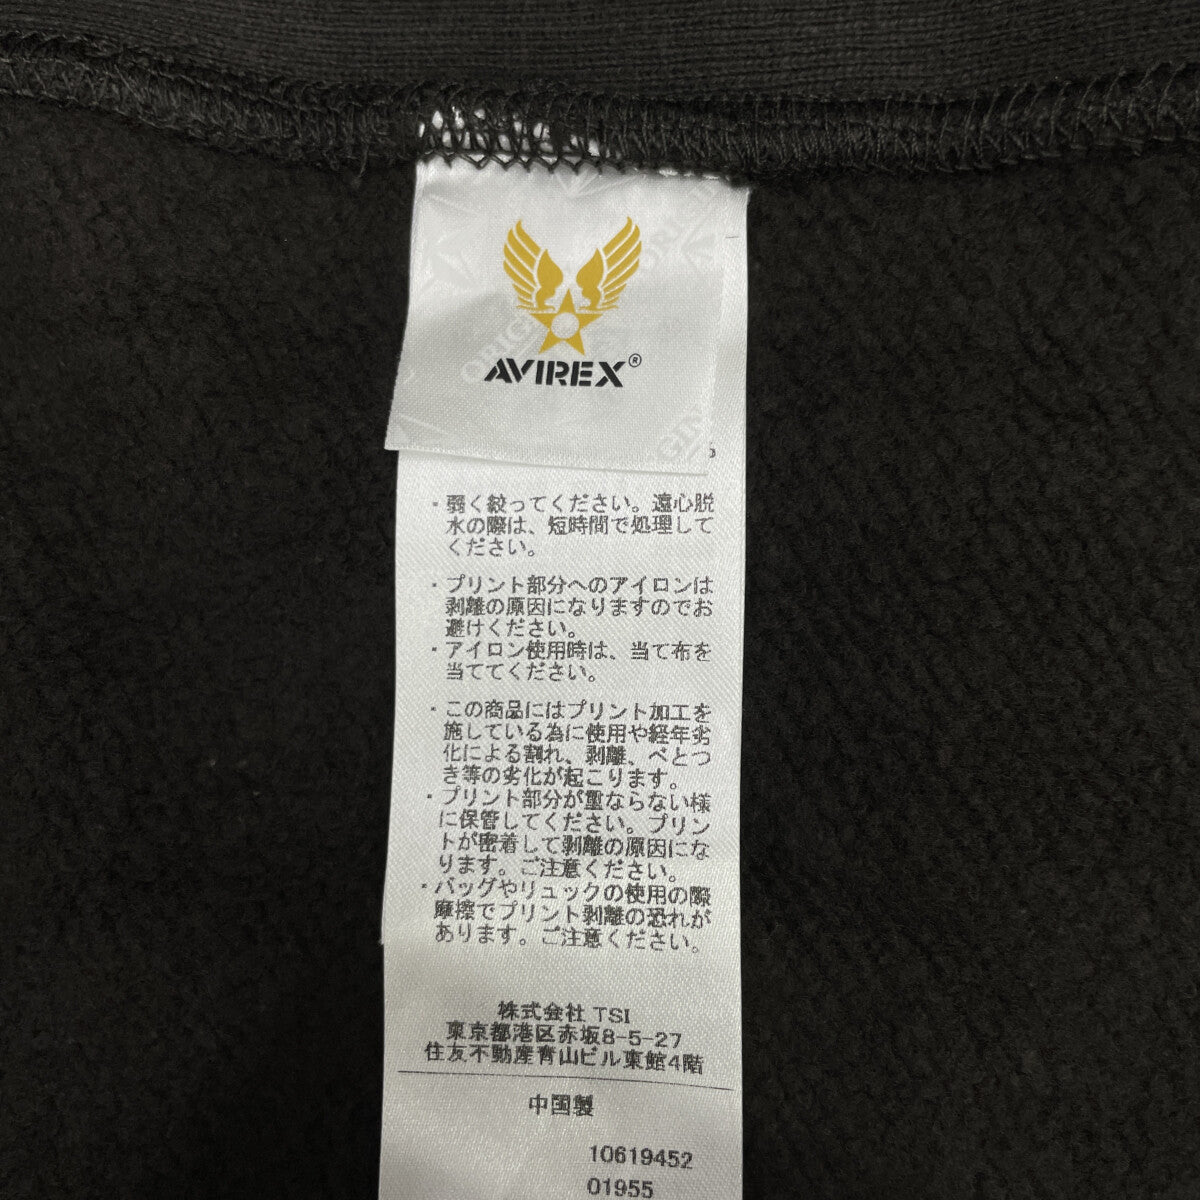 AVIREX®
・弱く絞ってください。遠心脱
水の際は、短時間で処理して
ください。
・プリント部分へのアイロンは
剥離の原因になりますのでお
避けください。
・アイロン使用時は、当て布を
当ててください。
・この商品にはプリント加工を
施している為に使用や経年劣
化による割れ、剥離、べとつ
き等の劣化が起こります。
・プリント部分が重ならない様
に保管してください。プリン
トが密着して剥離の原因にな
ります。ご注意ください。
・バッグやリュックの使用の際
摩擦でプリント剥離の恐れが
あります。ご注意ください。
株式会社 TSI
東京都港区赤坂8-5-27
住友不動産青山ビル東館4階
中国製
10619452
01955